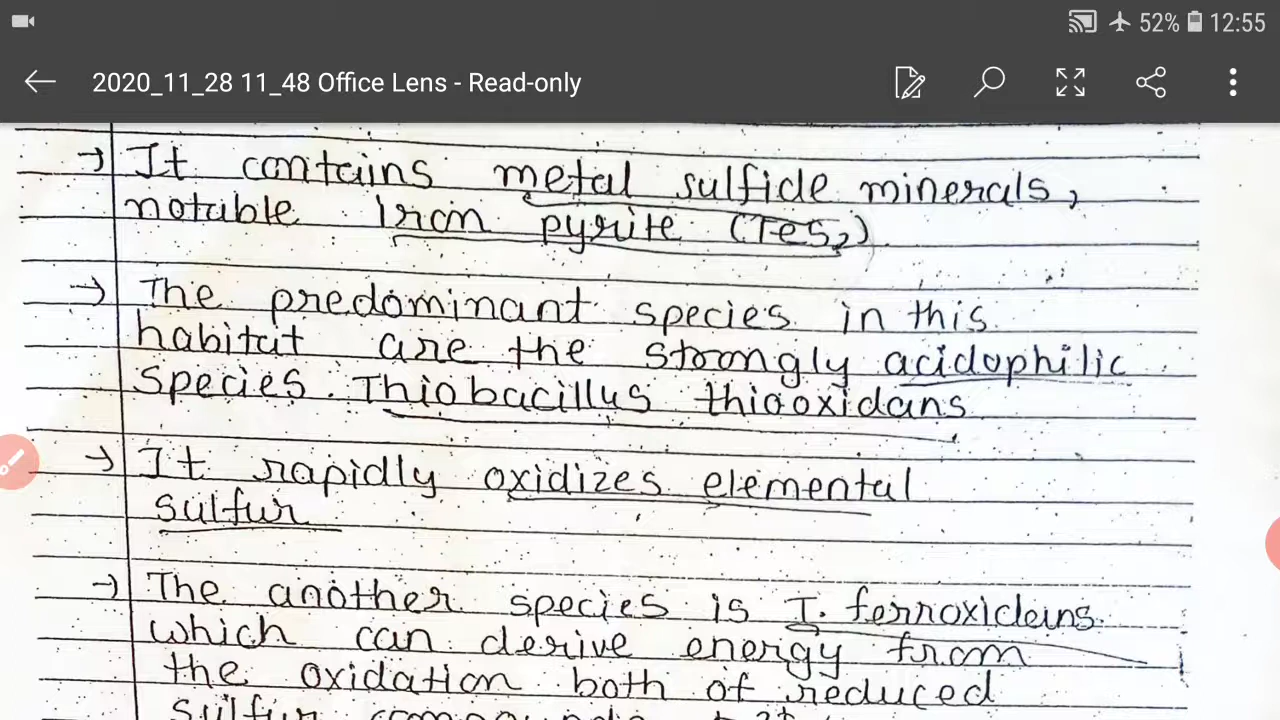 52% 12:55
2020_11_28 11_48 Office Lens - Read-only
→ It contains metal sulfide minerals,
notable Iron pyrite (FeS2)
→ The predominant species in this
habitat are the strongly acidophilic
species. Thiobacillus thiooxidans
→ It rapidly oxidizes elemental
sulfur
→ The another species is T. ferroxidans
which can derive energy from
the oxidation both of reduced
sulfur